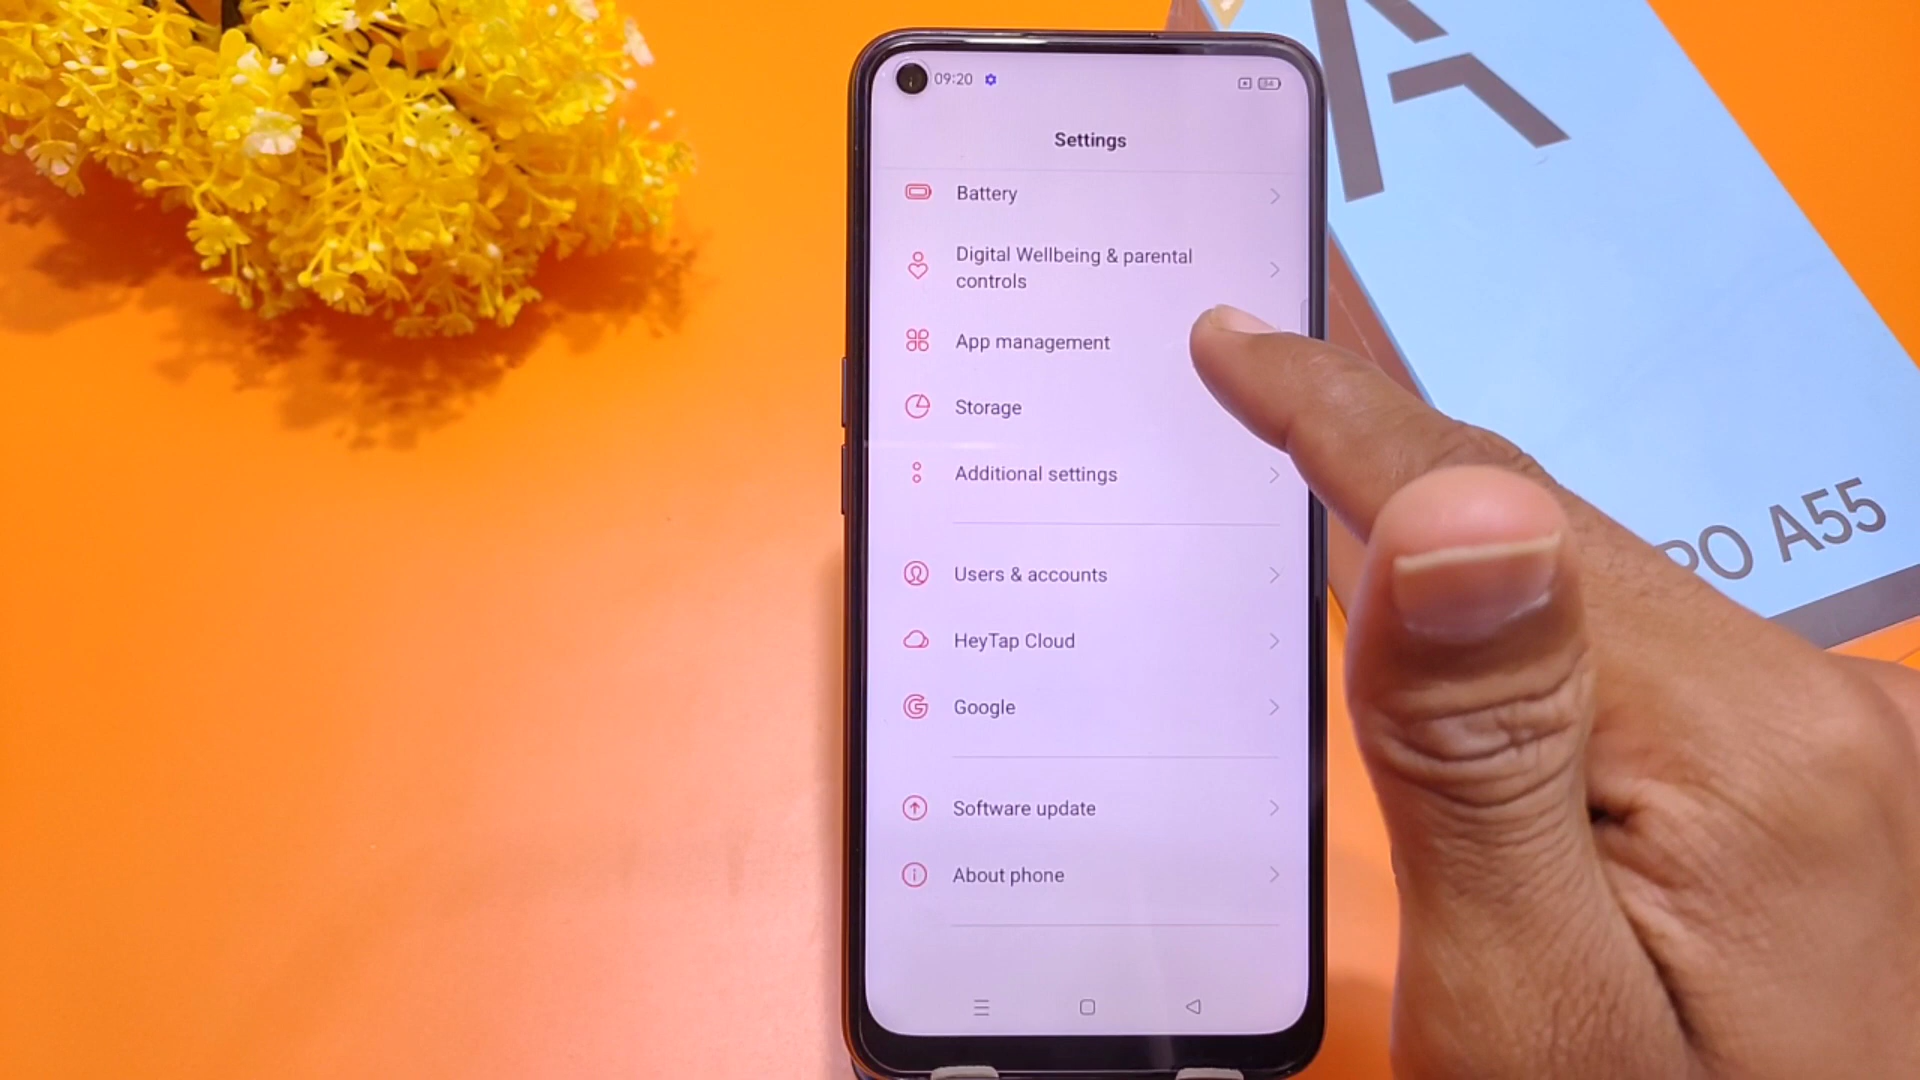 09:20
Settings
Battery
Digital Wellbeing & parental
controls
App management
Storage
Additional settings
Users & accounts
HeyTap Cloud
Google
Software update
About phone
A
PO A55